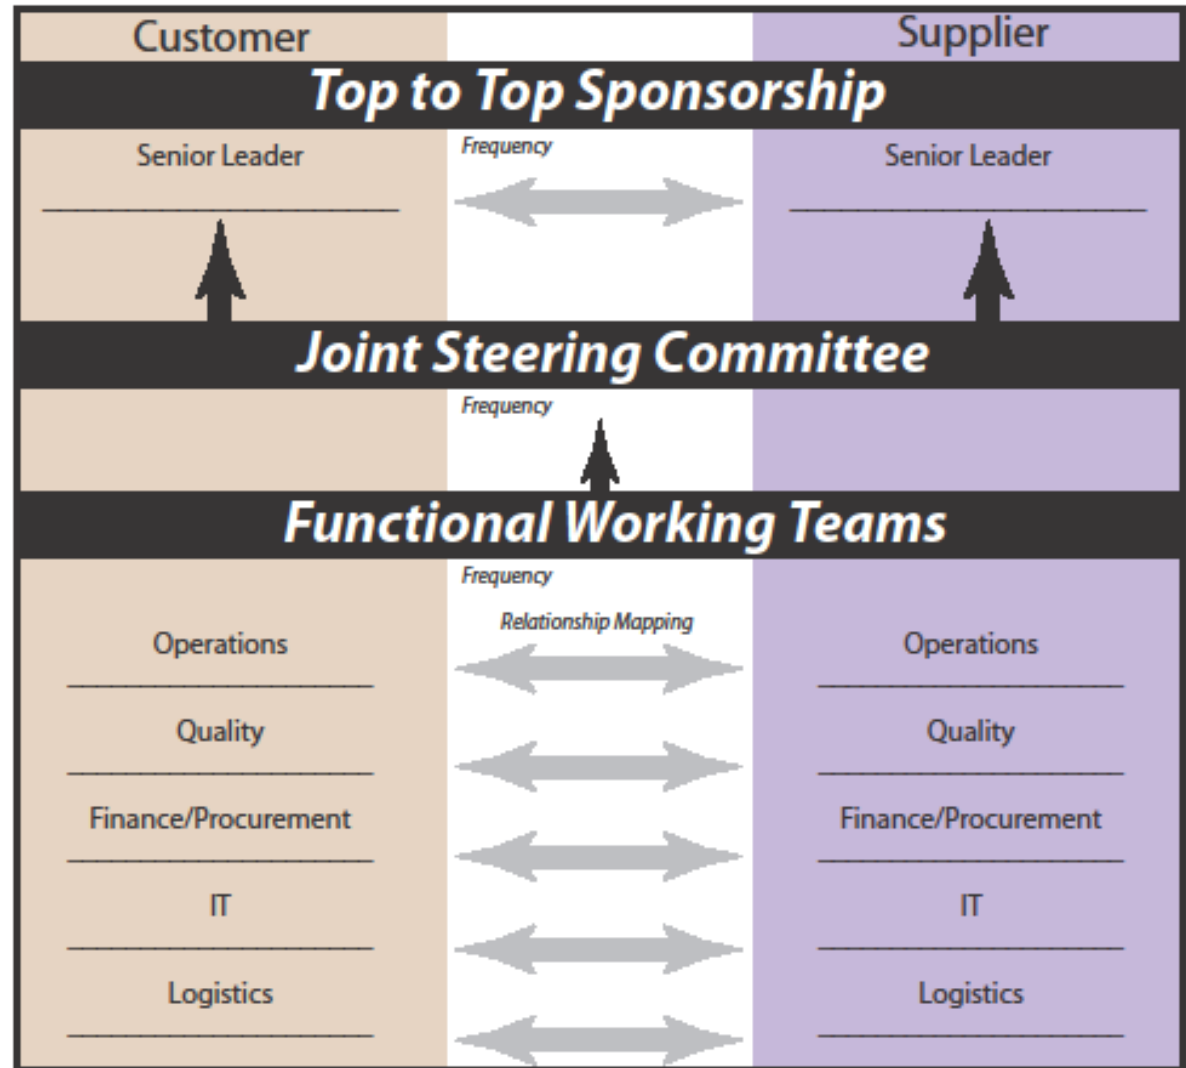 Customer Supplier
Top to Top Sponsorship
Senior Leader Frequency Senior Leader
Joint Steering Committee
Frequency
Functional Working Teams
Frequency
Relationship Mapping
Operations Operations
Quality Quality
Finance/Procurement Finance/Procurement
IT IT
Logistics Logistics